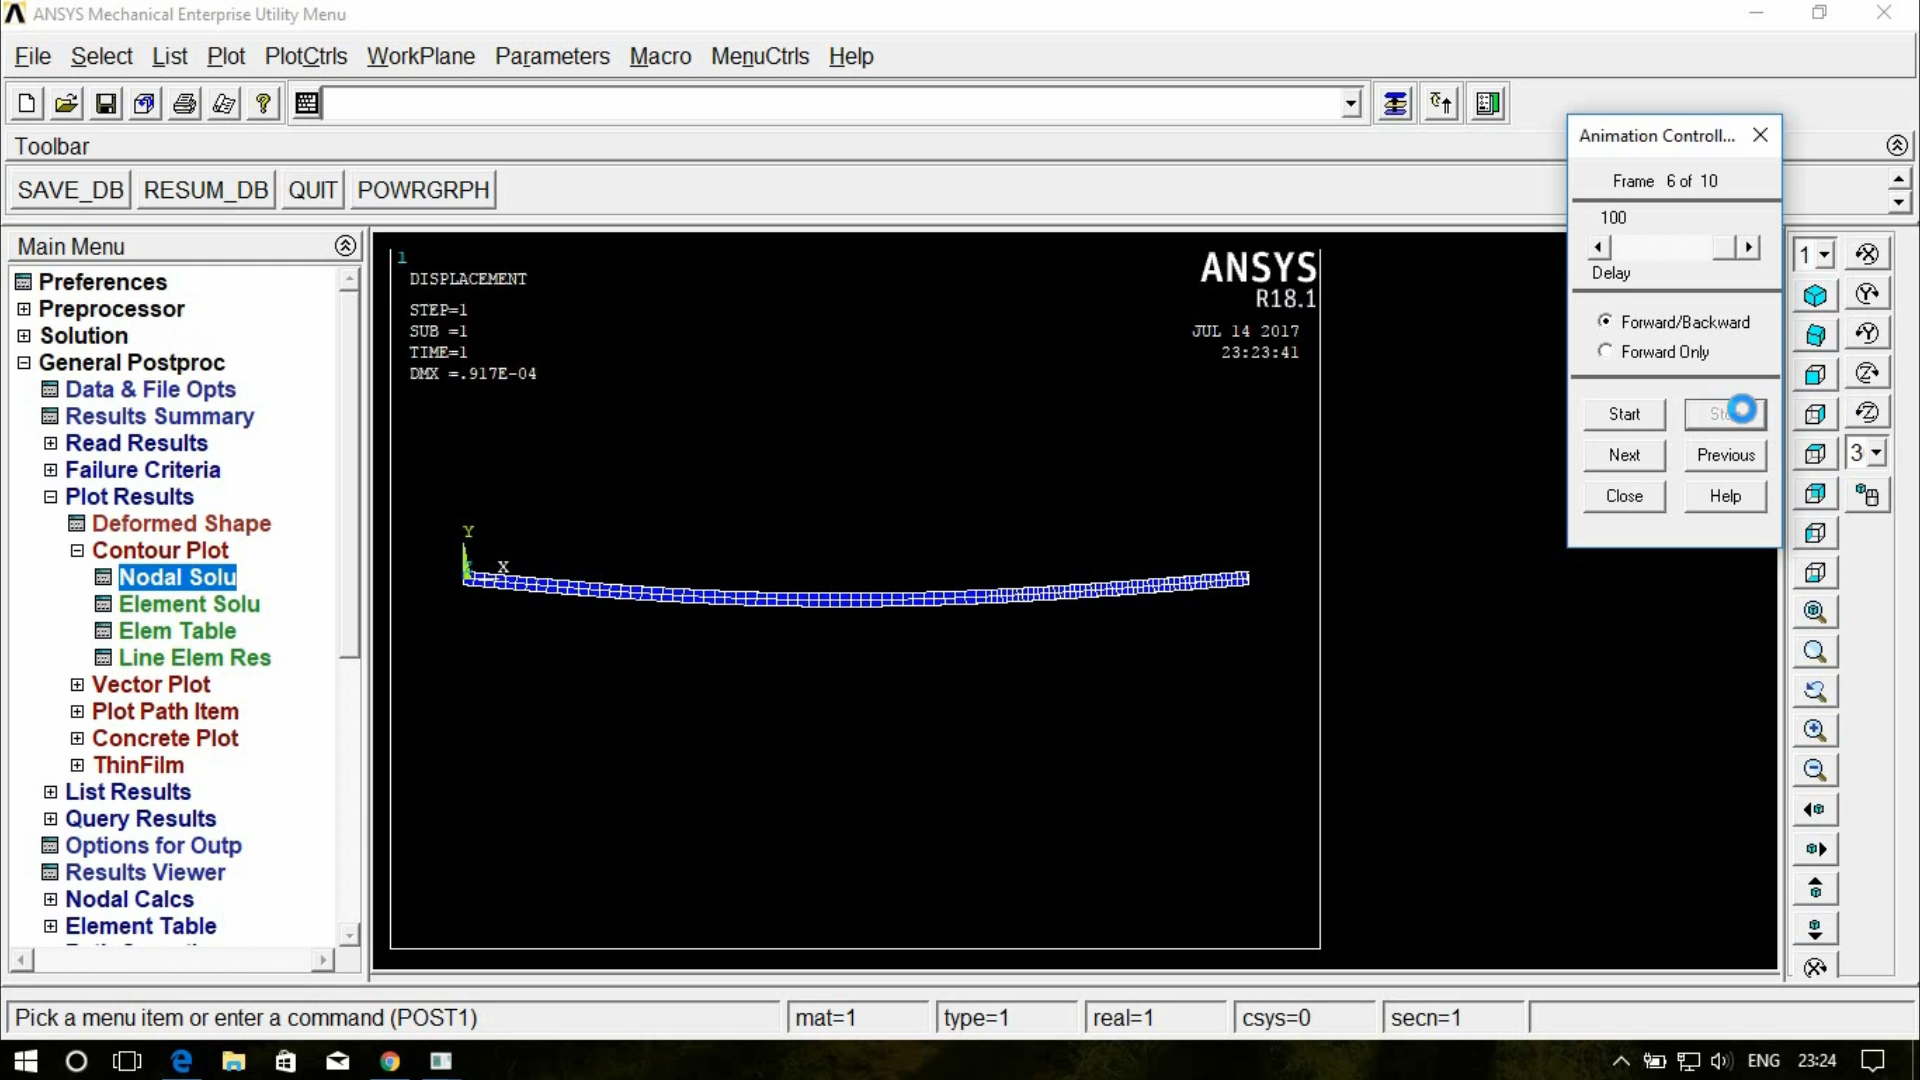 ANSYS Mechanical Enterprise Utility Menu
File Select List Plot PlotCtrls WorkPlane Parameters Macro MenuCtrls Help
Toolbar
SAVE_DB RESUM_DB QUIT POWRGRPH
Main Menu
Preferences
Preprocessor
Solution
General Postproc
Data & File Opts
Results Summary
Read Results
Failure Criteria
Plot Results
Deformed Shape
Contour Plot
Nodal Solu
Element Solu
Elem Table
Line Elem Res
Vector Plot
Plot Path Item
Concrete Plot
ThinFilm
List Results
Query Results
Options for Outp
Results Viewer
Nodal Calcs
Element Table
1
DISPLACEMENT
STEP=1
SUB =1
TIME=1
DMX =.917E-04
ANSYS
R18.1
JUL 14 2017
23:23:41
Y
X
Animation Controll...
Frame 6 of 10
100
Delay
Forward/Backward
Forward Only
Start
Next Previous
Close Help
1
3
Pick a menu item or enter a command (POST1)
mat=1
type=1
real=1
csys=0
secn=1
ENG
23:24